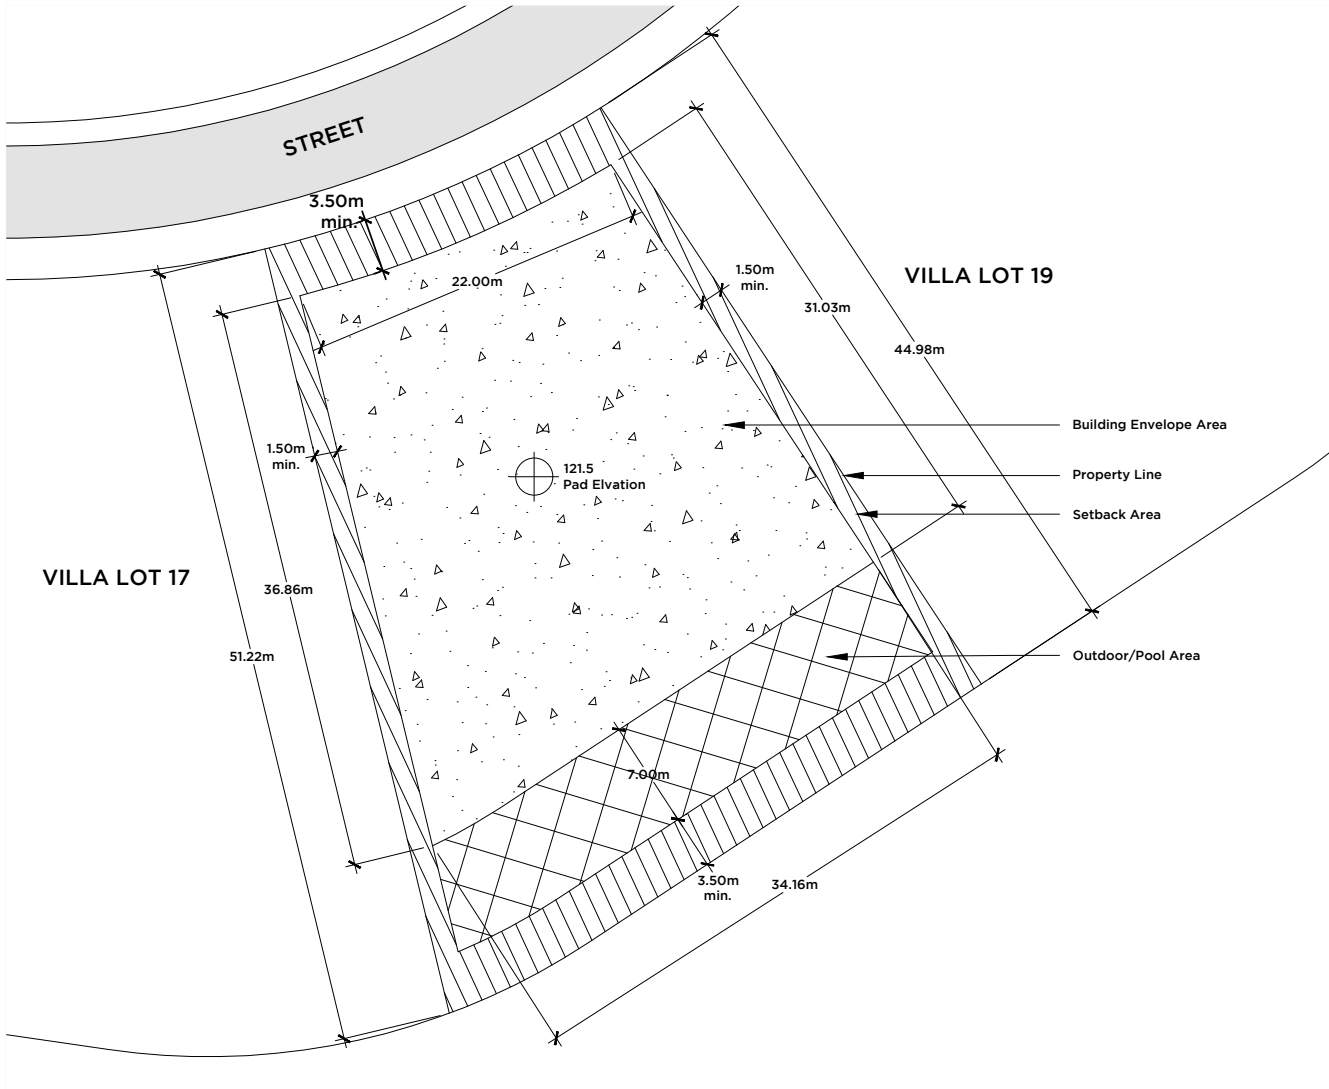 STREET
3.50m
min.
22.00m
1.50m
min.
VILLA LOT 19
31.03m
44.98m
Building Envelope Area
1.50m
min.
121.5
Pad Elvation
Property Line
Setback Area
VILLA LOT 17
36.86m
51.22m
Outdoor/Pool Area
7.00m
3.50m
min.
34.16m